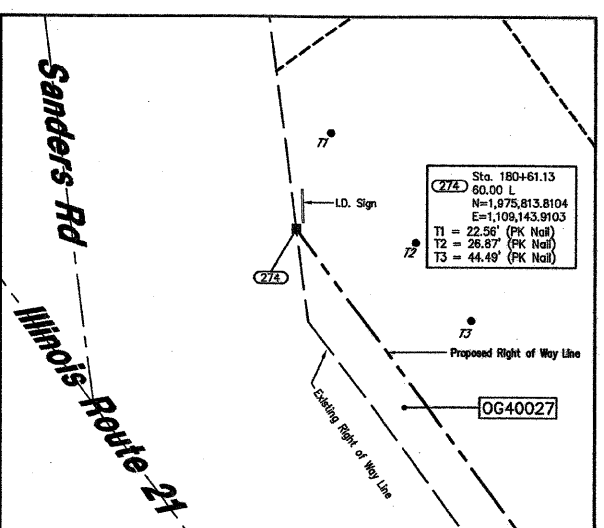 Sanders Rd
T1
Sta. 180+61.13
274
60.00 L
N=1,975,813.8104
E=1,109,143.9103
T1 = 22.56' (PK Nail)
T2 = 26.87' (PK Nail)
T3 = 44.49' (PK Nail)
I.D. Sign
T2
274
Illinois Route 21
T3
Proposed Right of Way Line
Existing Right of Way Line
OG40027